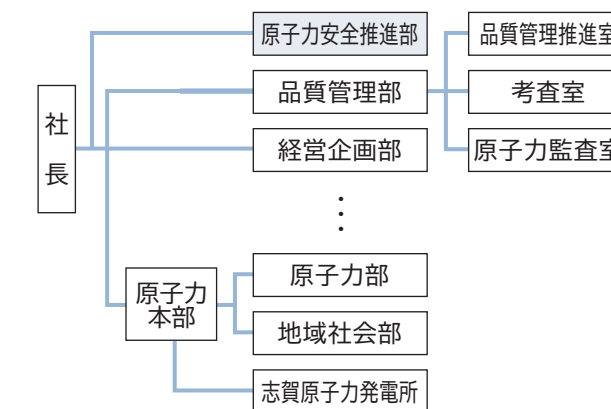 原子力安全推進部
品質管理推進室
品質管理部
考査室
社
長
経営企画部
原子力監査室
原子力部
原子力
本部
地域社会部
志賀原子力発電所